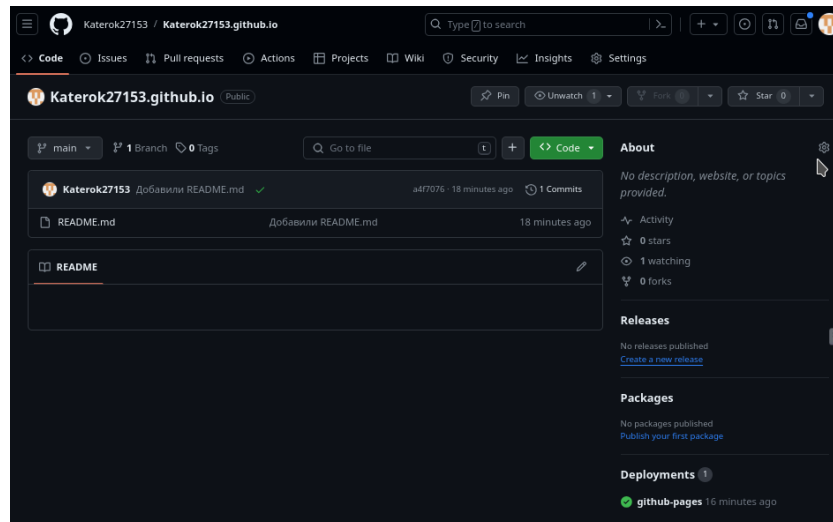 Katerok27153 / Katerok27153.github.io
Type / to search
Code Issues Pull requests Actions Projects Wiki Security Insights Settings
Katerok27153.github.io Public
Pin Unwatch 1 Fork 0 Star 0
main 1 Branch 0 Tags Go to file t Code
Katerok27153 Добавили README.md a4f7076 · 18 minutes ago 1 Commits
README.md Добавили README.md 18 minutes ago
README
About
No description, website, or topics
provided.
Activity
0 stars
1 watching
0 forks
Releases
No releases published
Create a new release
Packages
No packages published
Publish your first package
Deployments 1
github-pages 16 minutes ago